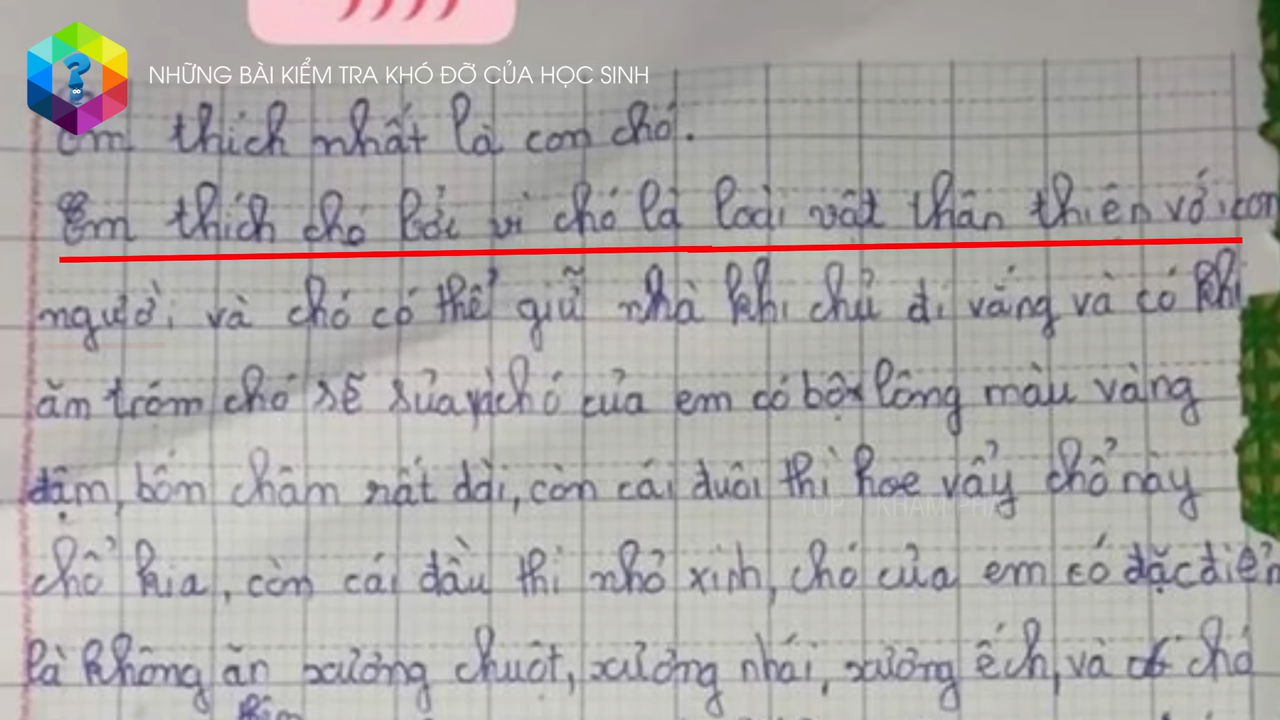 NHỮNG BÀI KIỂM TRA KHÓ ĐỠ CỦA HỌC SINH
Em thích nhất là con chó.
Em thích chó bởi vì chó là loài vật thân thiện với con
người và chó có thể giữ nhà khi chủ đi vắng và có khi
ăn trộm chó sẽ sủa, chó của em có bộ lông màu vàng
đậm, bốn chân rất dài, còn cái đuôi thì hoe vẩy chổ này
chổ kia, còn cái đầu thì nhỏ xinh, chó của em có đặc điển
là không ăn xương chuột, xương nhái, xương ếch, và chó